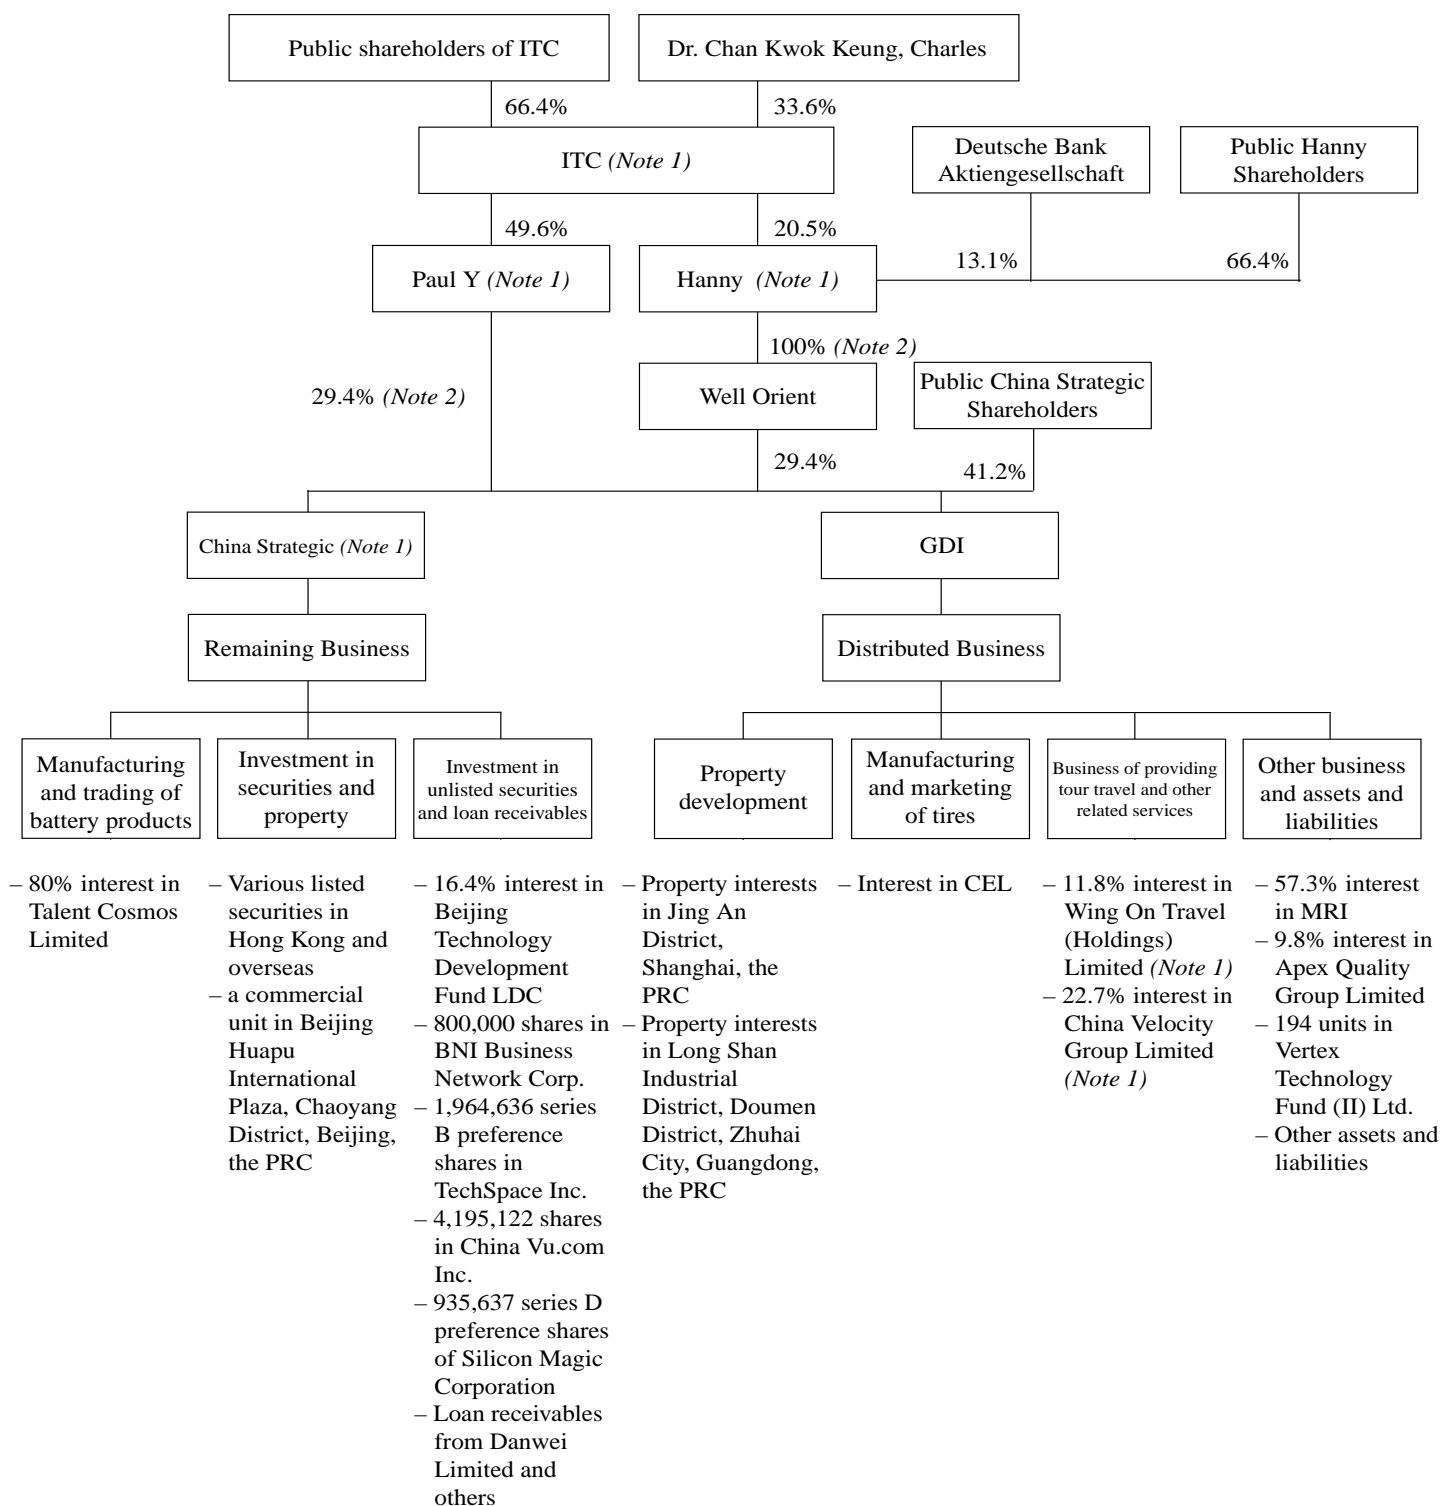 Public shareholders of ITC
Dr. Chan Kwok Keung, Charles
66.4%
33.6%
ITC (Note 1)
Deutsche Bank
Aktiengesellschaft
Public Hanny
Shareholders
49.6%
20.5%
13.1%
66.4%
Paul Y (Note 1)
Hanny (Note 1)
100% (Note 2)
29.4% (Note 2)
Well Orient
Public China Strategic
Shareholders
29.4%
41.2%
China Strategic (Note 1)
GDI
Remaining Business
Distributed Business
Manufacturing
and trading of
battery products
Investment in
securities and
property
Investment in
unlisted securities
and loan receivables
Property
development
Manufacturing
and marketing
of tires
Business of providing
tour travel and other
related services
Other business
and assets and
liabilities
– 80% interest in
Talent Cosmos
Limited
– Various listed
securities in
Hong Kong and
overseas
– a commercial
unit in Beijing
Huapu
International
Plaza, Chaoyang
District, Beijing,
the PRC
– 16.4% interest in
Beijing
Technology
Development
Fund LDC
– 800,000 shares in
BNI Business
Network Corp.
– 1,964,636 series
B preference
shares in
TechSpace Inc.
– 4,195,122 shares
in China Vu.com
Inc.
– 935,637 series D
preference shares
of Silicon Magic
Corporation
– Loan receivables
from Danwei
Limited and
others
– Property interests
in Jing An
District,
Shanghai, the
PRC
– Property interests
in Long Shan
Industrial
District, Doumen
District, Zhuhai
City, Guangdong,
the PRC
– Interest in CEL
– 11.8% interest in
Wing On Travel
(Holdings)
Limited (Note 1)
– 22.7% interest in
China Velocity
Group Limited
(Note 1)
– 57.3% interest
in MRI
– 9.8% interest in
Apex Quality
Group Limited
– 194 units in
Vertex
Technology
Fund (II) Ltd.
– Other assets and
liabilities